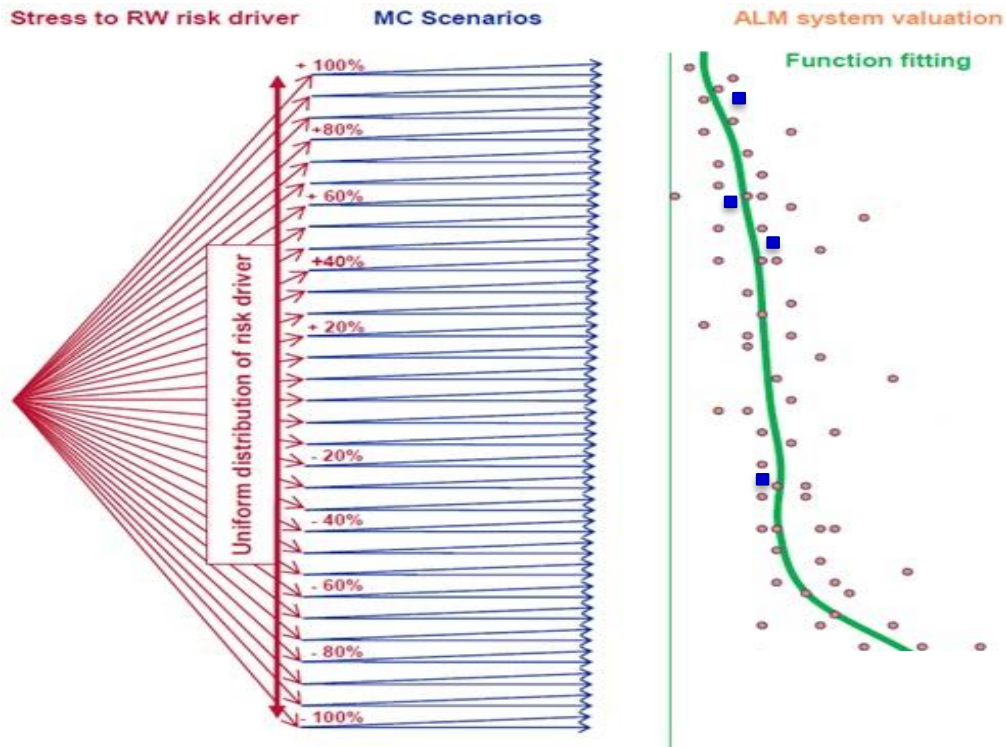 Stress to RW risk driver
MC Scenarios
ALM system valuation
Function fitting
+ 100%
+80%
+ 60%
+40%
+ 20%
Uniform distribution of risk driver
- 20%
- 40%
- 60%
- 80%
- 100%